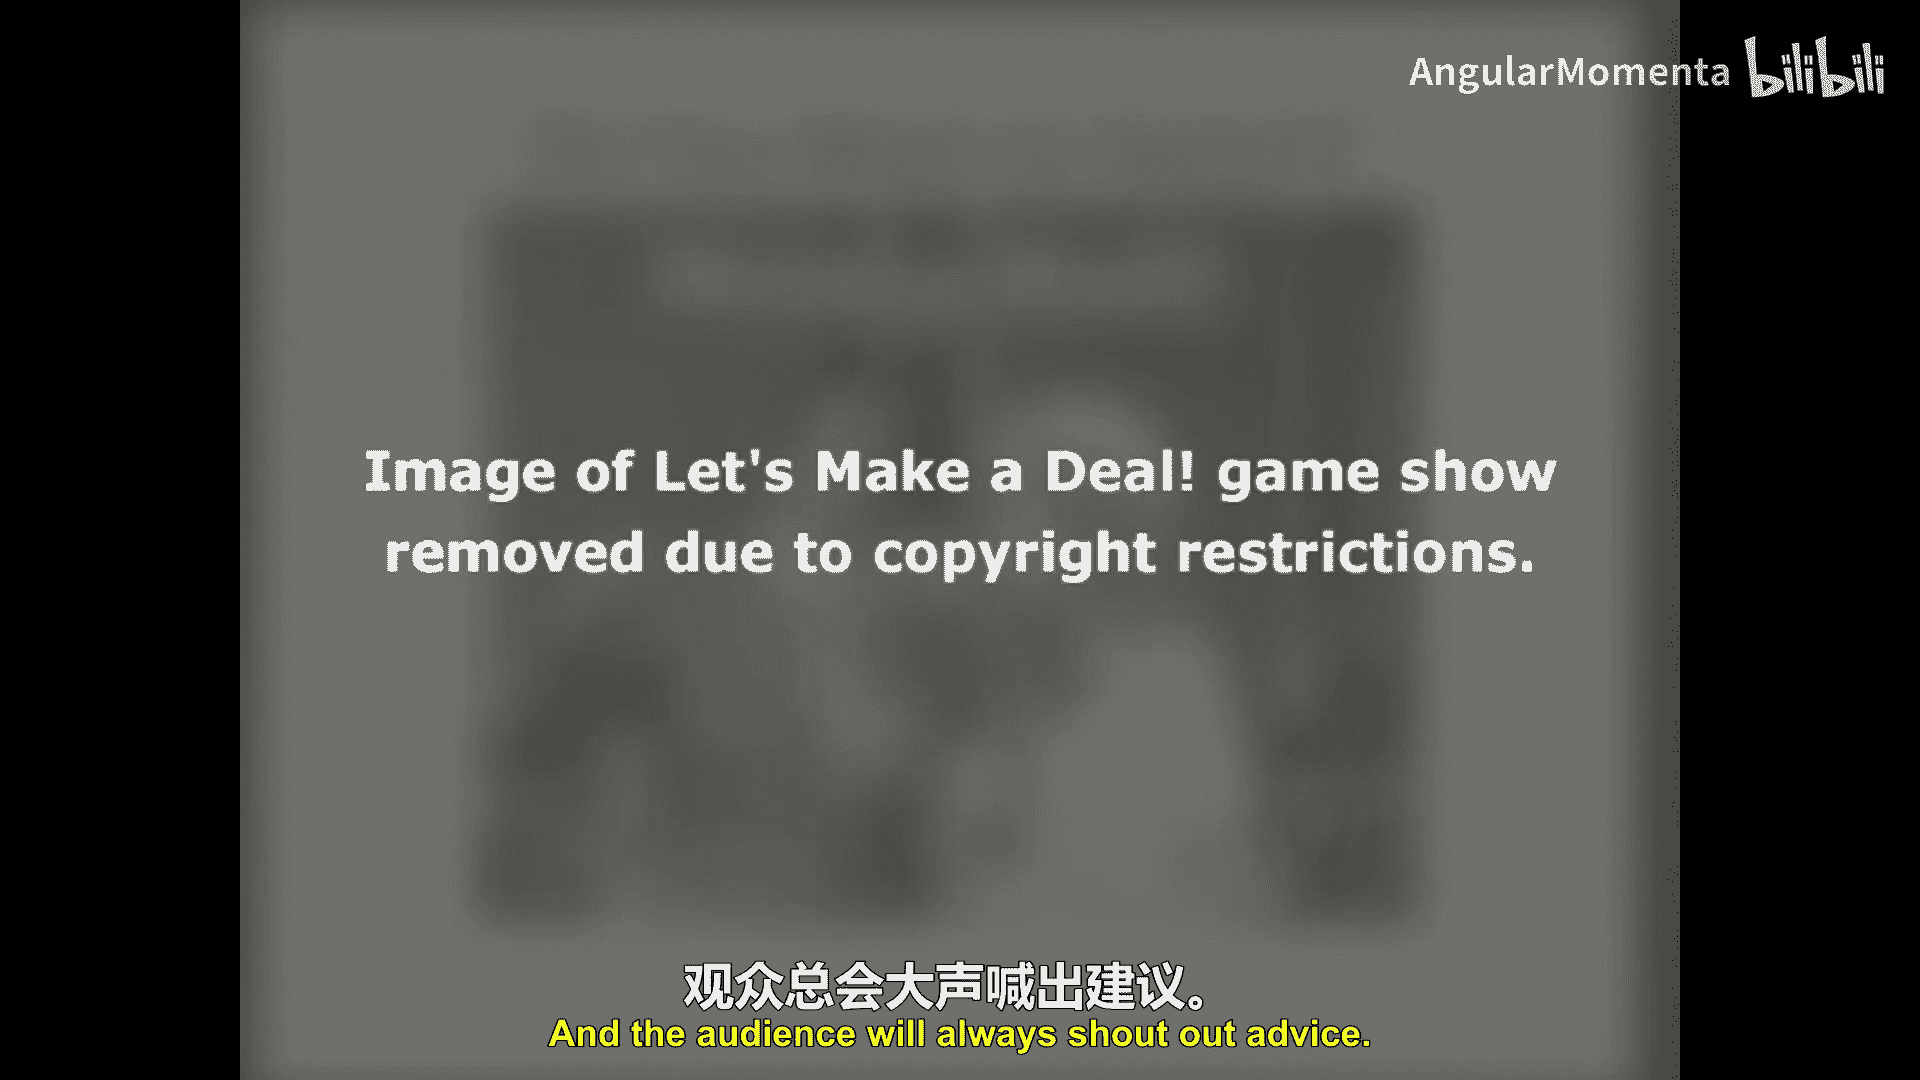 AngularMomenta bilibili
Image of Let's Make a Deal! game show
removed due to copyright restrictions.
观众总会大声喊出建议。
And the audience will always shout out advice.